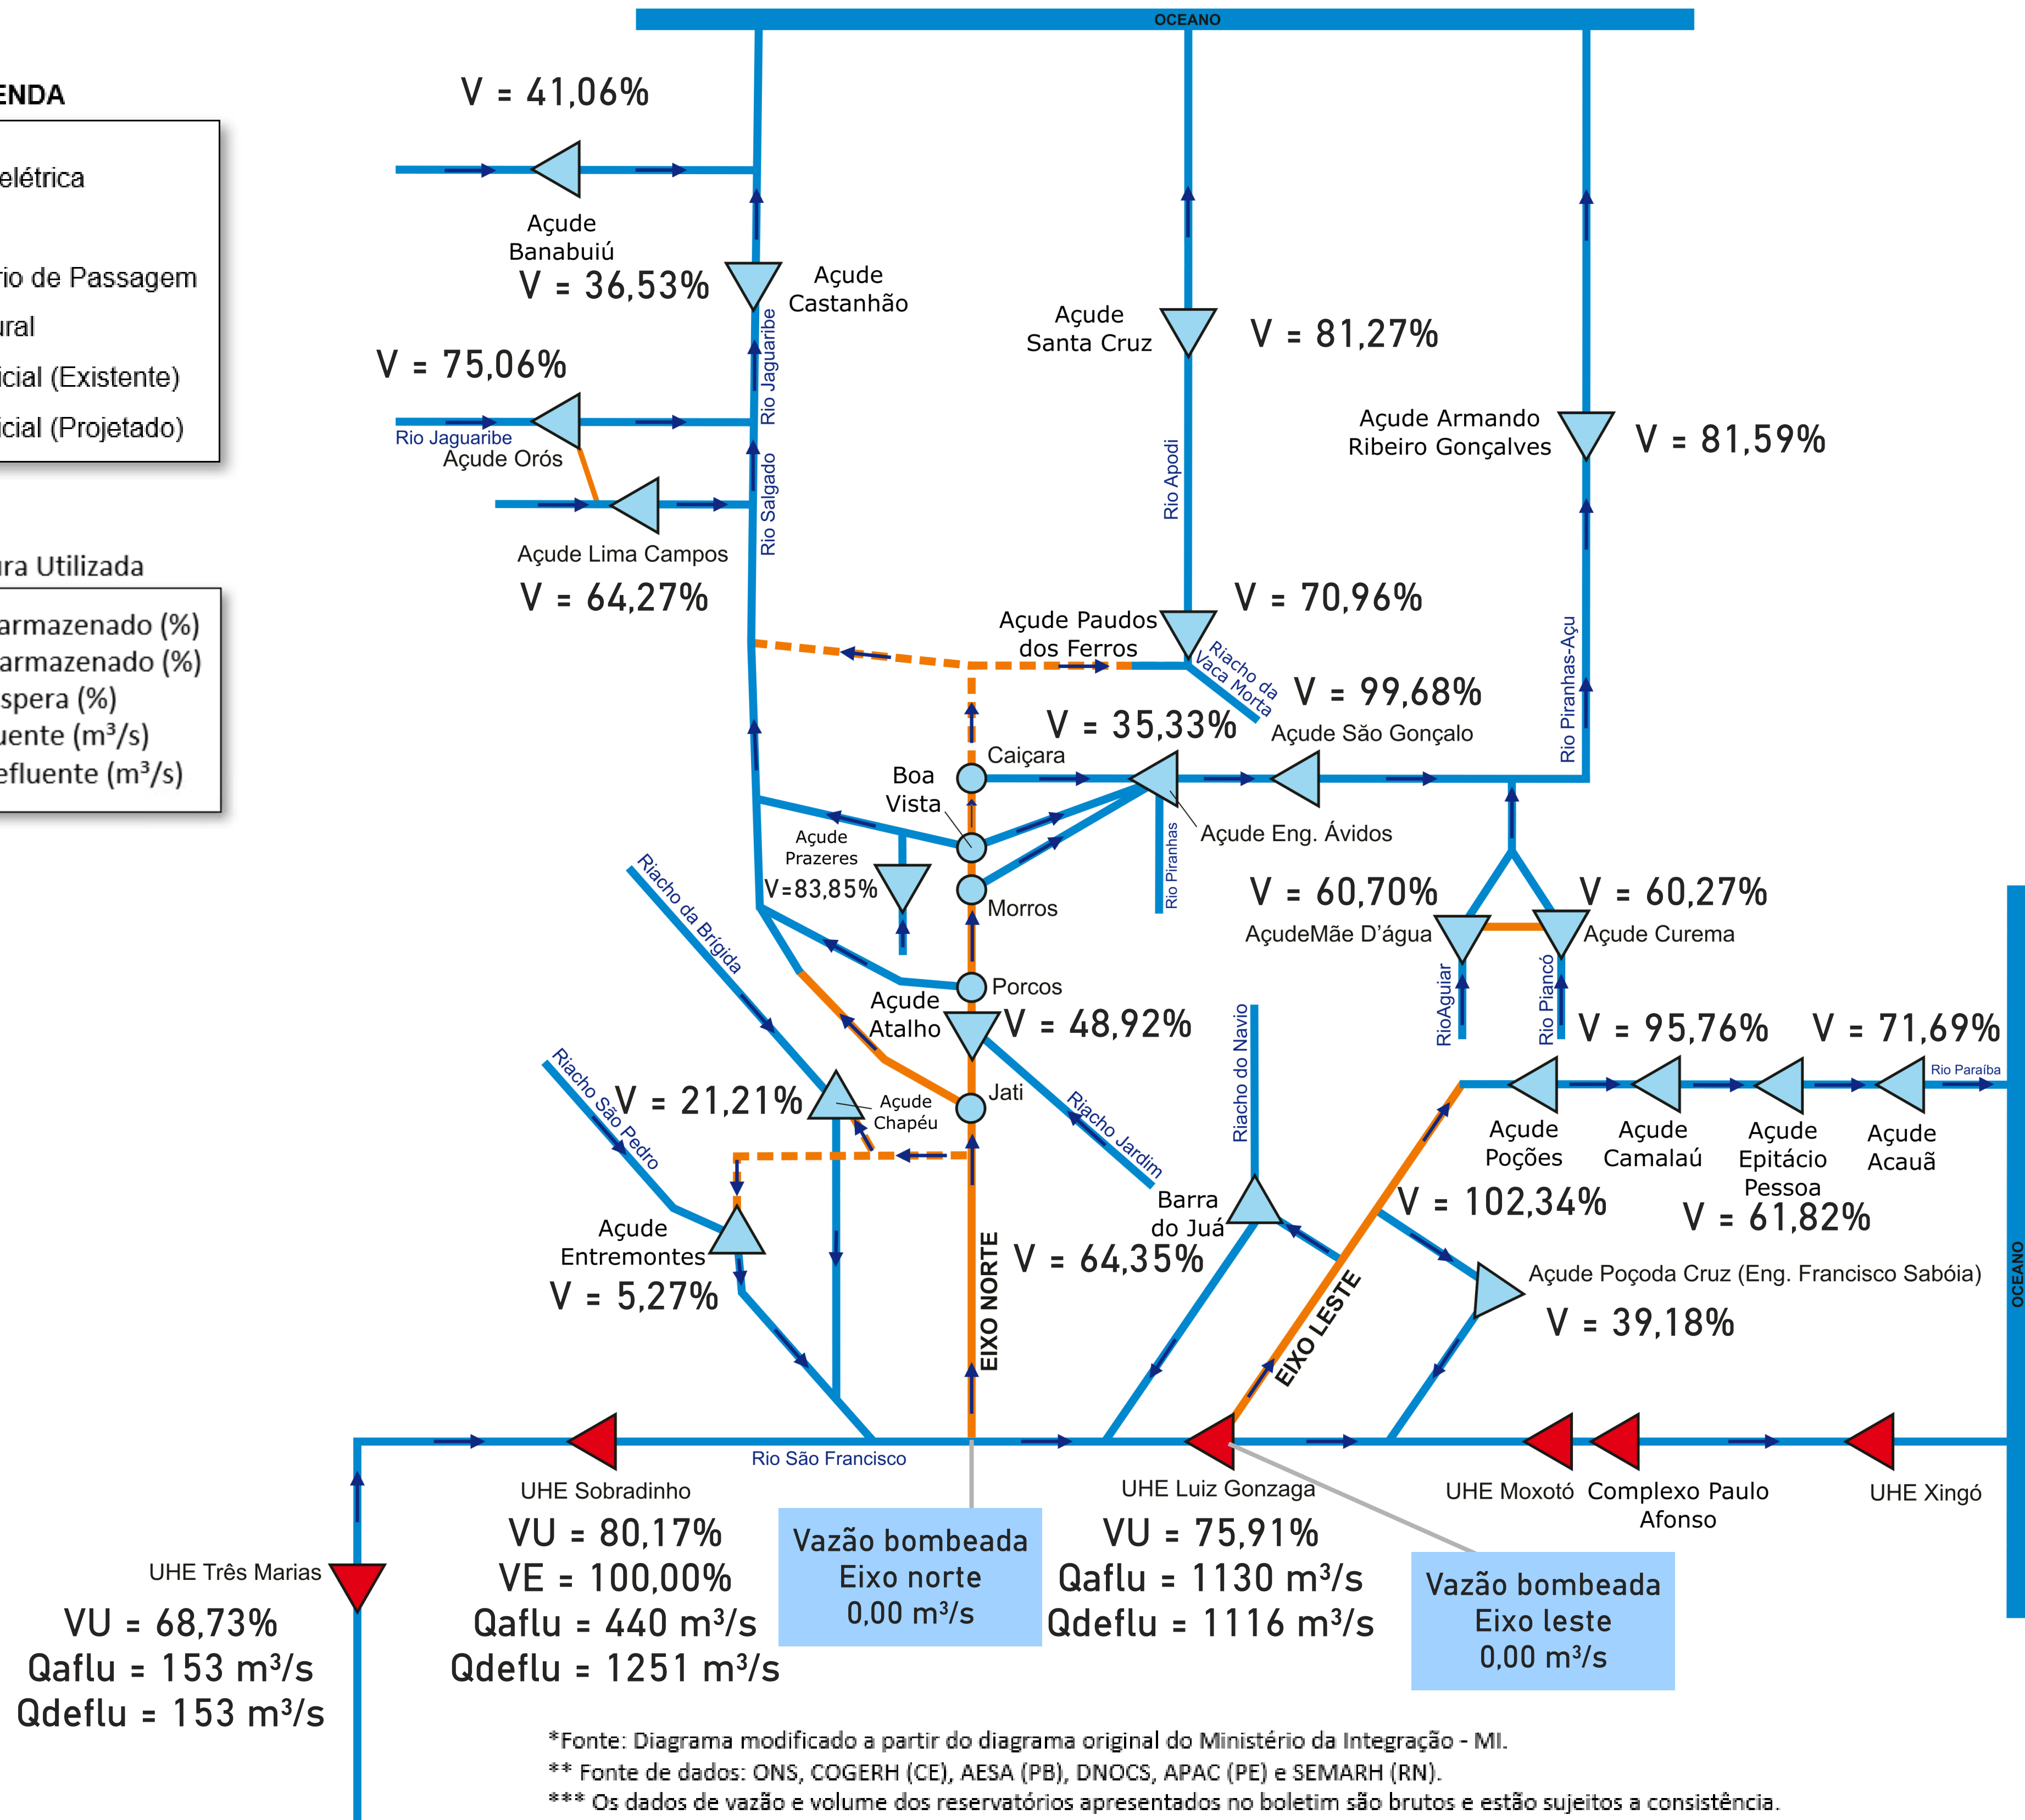 OCEANO
V = 41,06%
ENDA
elétrica
rio de Passagem
ural
icial (Existente)
icial (Projetado)
Açude
Banabuiú
V = 36,53%
Açude
Castanhão
Rio Jaguaribe
V = 75,06%
Rio Jaguaribe
Açude Orós
Rio Salgado
Açude Lima Campos
V = 64,27%
Açude
Santa Cruz
V = 81,27%
Rio Apodi
Açude Armando
Ribeiro Gonçalves
V = 81,59%
ura Utilizada
armazenado (%)
armazenado (%)
spera (%)
uente (m³/s)
efluente (m³/s)
Açude Paudos
dos Ferros
V = 70,96%
Riacho da
Vaca Morta
Rio Piranhas-Açu
V = 99,68%
Açude São Gonçalo
V = 35,33%
Caiçara
Boa
Vista
Açude Eng. Ávidos
Rio Piranhas
Açude
Prazeres
V=83,85%
Morros
Riacho da Brígida
V = 60,70%
AçudeMãe D'água
V = 60,27%
Açude Curema
RioAguiar
Rio Piancó
Porcos
Açude
Atalho
V = 48,92%
Riacho do Navio
V = 95,76%
V = 71,69%
Rio Paraíba
Riacho São Pedro
V = 21,21%
Açude
Chapéu
Jati
Riacho Jardim
Açude
Poções
Açude
Camalaú
Açude
Epitácio
Pessoa
Açude
Acauã
V = 102,34%
V = 61,82%
Barra
do Juá
V = 64,35%
Açude
Entremontes
V = 5,27%
EIXO NORTE
EIXO LESTE
Açude Poçoda Cruz (Eng. Francisco Sabóia)
V = 39,18%
OCEANO
Rio São Francisco
UHE Sobradinho
VU = 80,17%
VE = 100,00%
Qaflu = 440 m³/s
Qdeflu = 1251 m³/s
Vazão bombeada
Eixo norte
0,00 m³/s
UHE Luiz Gonzaga
VU = 75,91%
Qaflu = 1130 m³/s
Qdeflu = 1116 m³/s
Vazão bombeada
Eixo leste
0,00 m³/s
UHE Moxotó
Complexo Paulo
Afonso
UHE Xingó
UHE Três Marias
VU = 68,73%
Qaflu = 153 m³/s
Qdeflu = 153 m³/s
*Fonte: Diagrama modificado a partir do diagrama original do Ministério da Integração - MI.
** Fonte de dados: ONS, COGERH (CE), AESA (PB), DNOCS, APAC (PE) e SEMARH (RN).
*** Os dados de vazão e volume dos reservatórios apresentados no boletim são brutos e estão sujeitos a consistência.